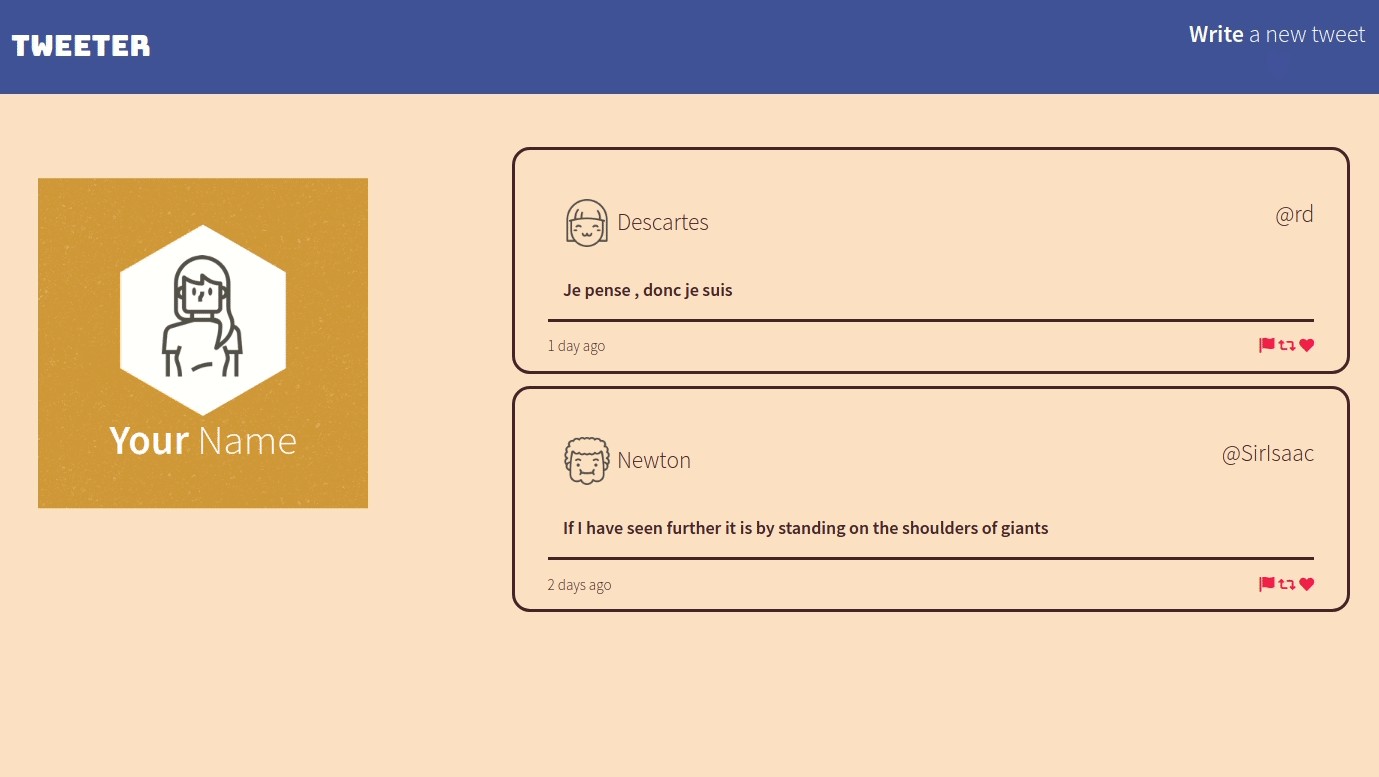 TWEETER
Write a new tweet
Your Name
Descartes
@rd
Je pense , donc je suis
1 day ago
Newton
@SirIsaac
If I have seen further it is by standing on the shoulders of giants
2 days ago